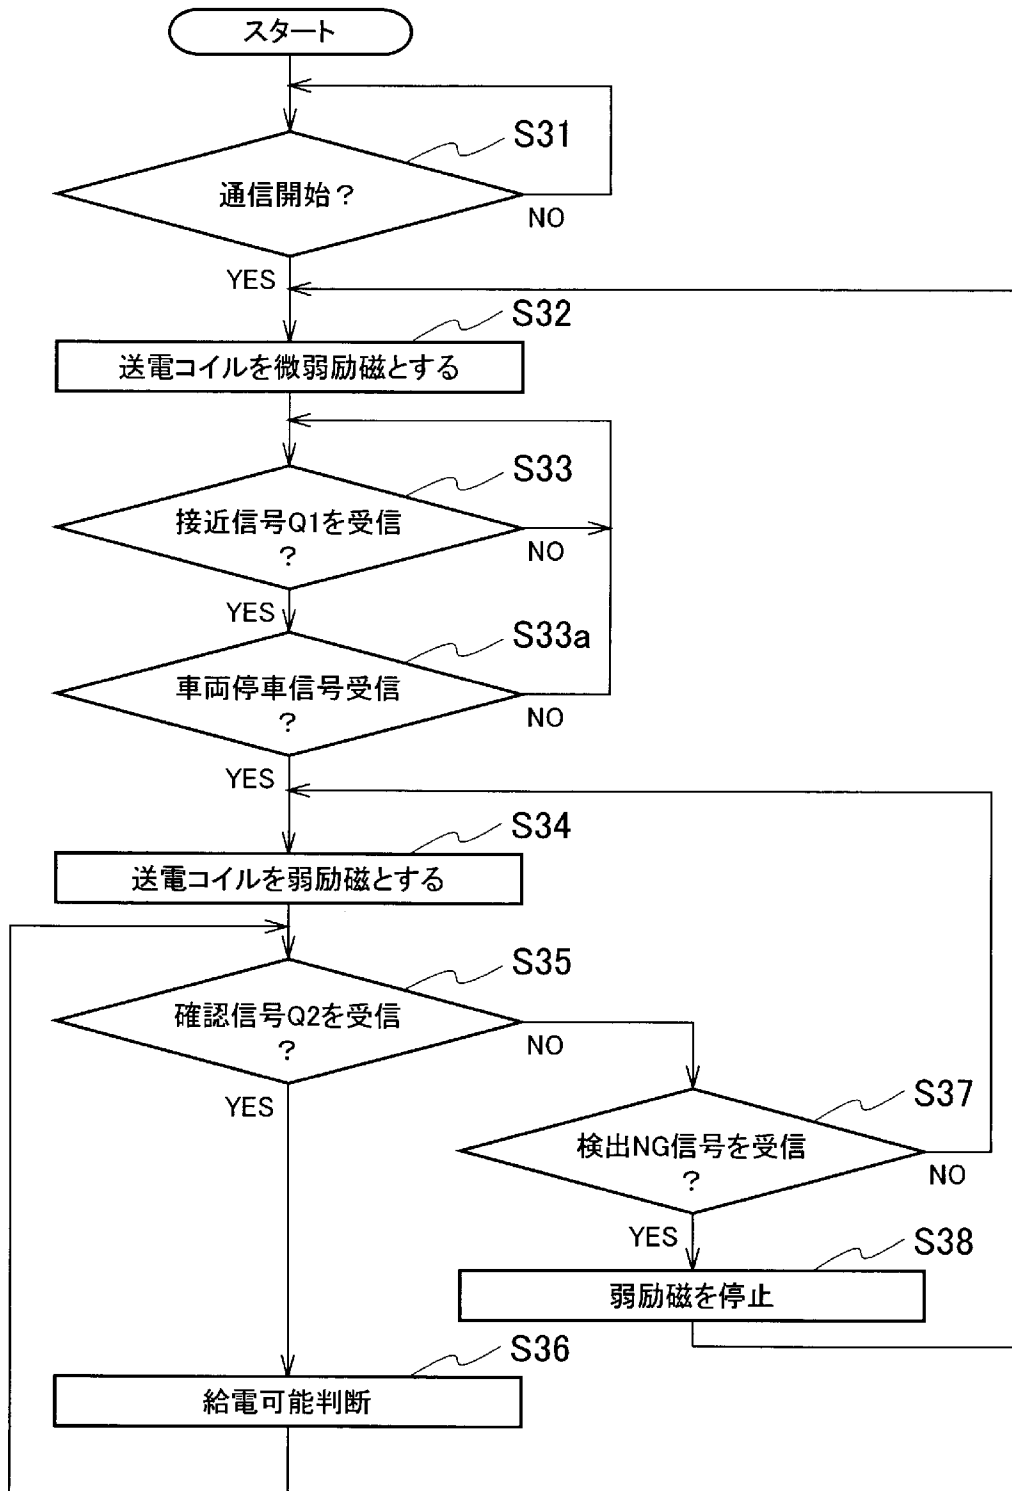 スタート
S31
通信開始？
NO
YES
S32
送電コイルを微弱励磁とする
S33
接近信号Q1を受信
？
NO
YES
S33a
車両停車信号受信
？
NO
YES
S34
送電コイルを弱励磁とする
S35
確認信号Q2を受信
？
NO
YES
S37
検出NG信号を受信
？
NO
YES
S38
弱励磁を停止
S36
給電可能判断